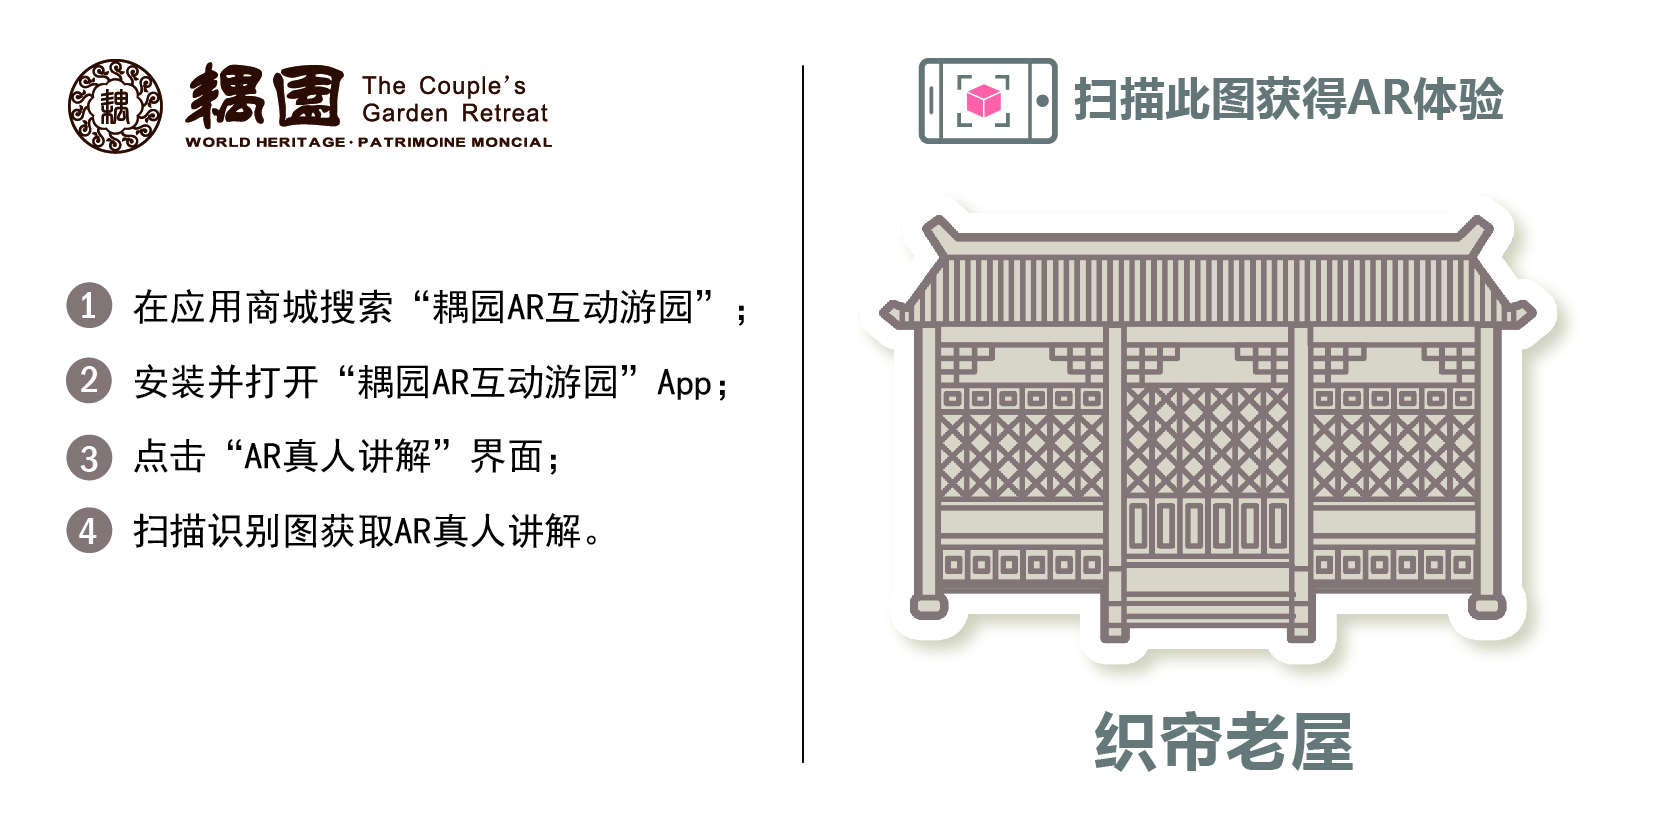 耦
耦園
The Couple's
Garden Retreat
WORLD HERITAGE·PATRIMOINE MONCIAL
1 在应用商城搜索“耦园AR互动游园”；
2 安装并打开“耦园AR互动游园”App；
3 点击“AR真人讲解”界面；
4 扫描识别图获取AR真人讲解。
扫描此图获得AR体验
织帘老屋